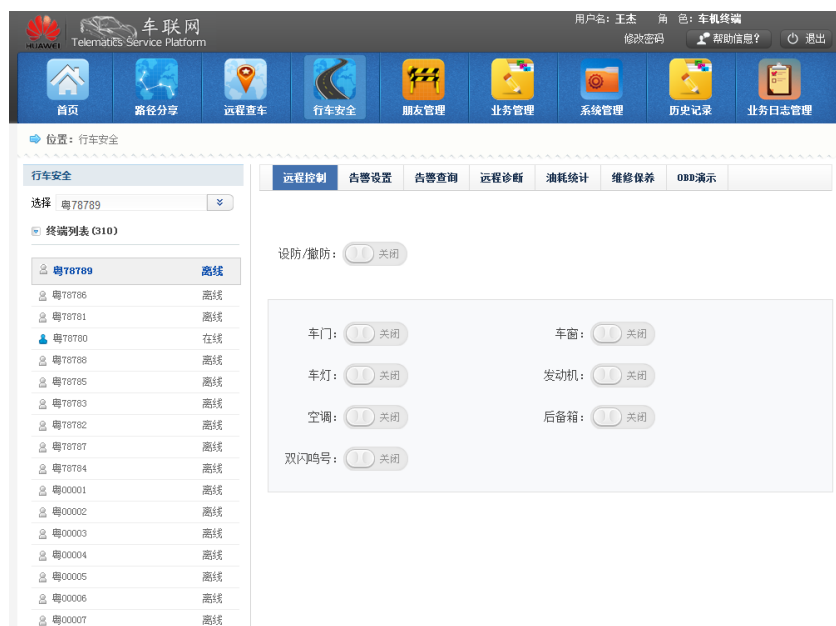 用户名：王杰 角 色：车机终端
HUAWEI 车联网
Telematics Service Platform
修改密码 帮助信息? 退出
首页 路径分享 远程查车 行车安全 朋友管理 业务管理 系统管理 历史记录 业务日志管理
位置：行车安全
行车安全
选择 粤78789
终端列表(310)
粤78789 离线
粤78786 离线
粤78781 离线
粤78780 在线
粤78788 离线
粤78785 离线
粤78783 离线
粤78782 离线
粤78787 离线
粤78784 离线
粤00001 离线
粤00002 离线
粤00003 离线
粤00004 离线
粤00005 离线
粤00006 离线
粤00007 离线
远程控制 告警设置 告警查询 远程诊断 油耗统计 维修保养 OBD演示
设防/撤防： 关闭
车门： 关闭 车窗： 关闭
车灯： 关闭 发动机： 关闭
空调： 关闭 后备箱： 关闭
双闪鸣号： 关闭